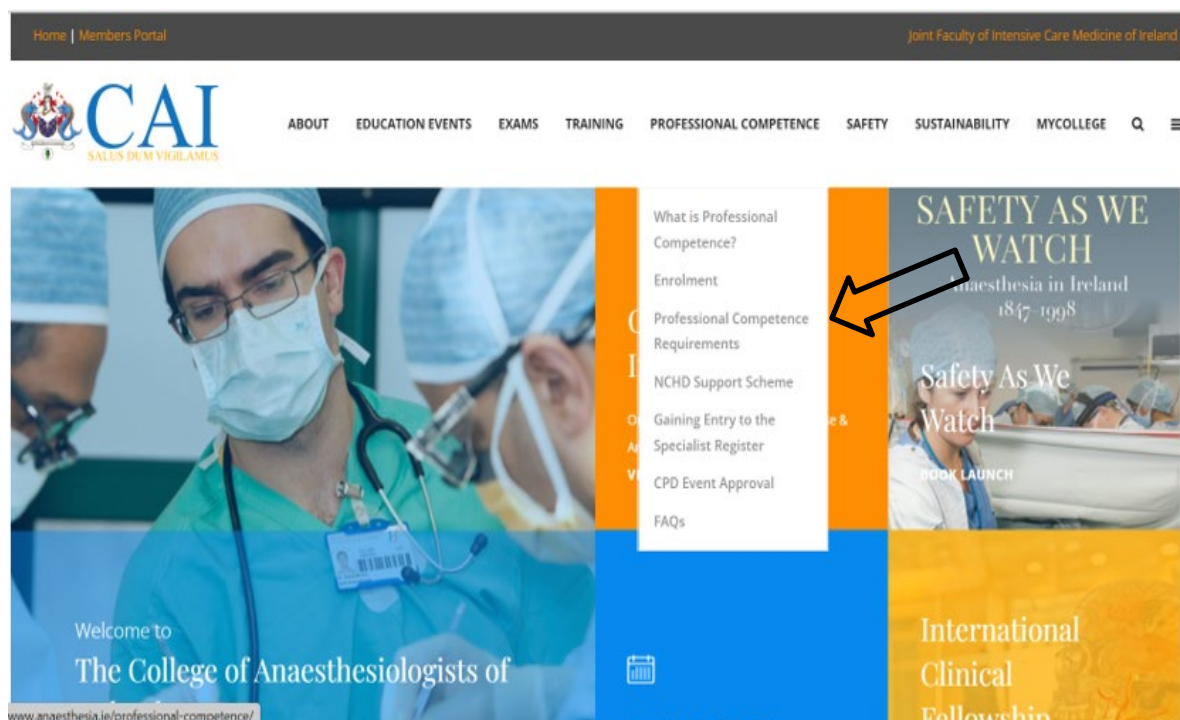 Home | Members Portal
Joint Faculty of Intensive Care Medicine of Ireland
CAI
SALUS DUM VIGILAMUS
ABOUT EDUCATION EVENTS EXAMS TRAINING PROFESSIONAL COMPETENCE SAFETY SUSTAINABILITY MYCOLLEGE
What is Professional
Competence?
Enrolment
Professional Competence
Requirements
NCHD Support Scheme
Gaining Entry to the
Specialist Register
CPD Event Approval
FAQs
SAFETY AS WE
WATCH
Anaesthesia in Ireland
1847-1998
Safety As We
Watch
BOOK LAUNCH
Welcome to
The College of Anaesthesiologists of
International
Clinical
Fellowship
www.anaesthesia.ie/professional-competence/